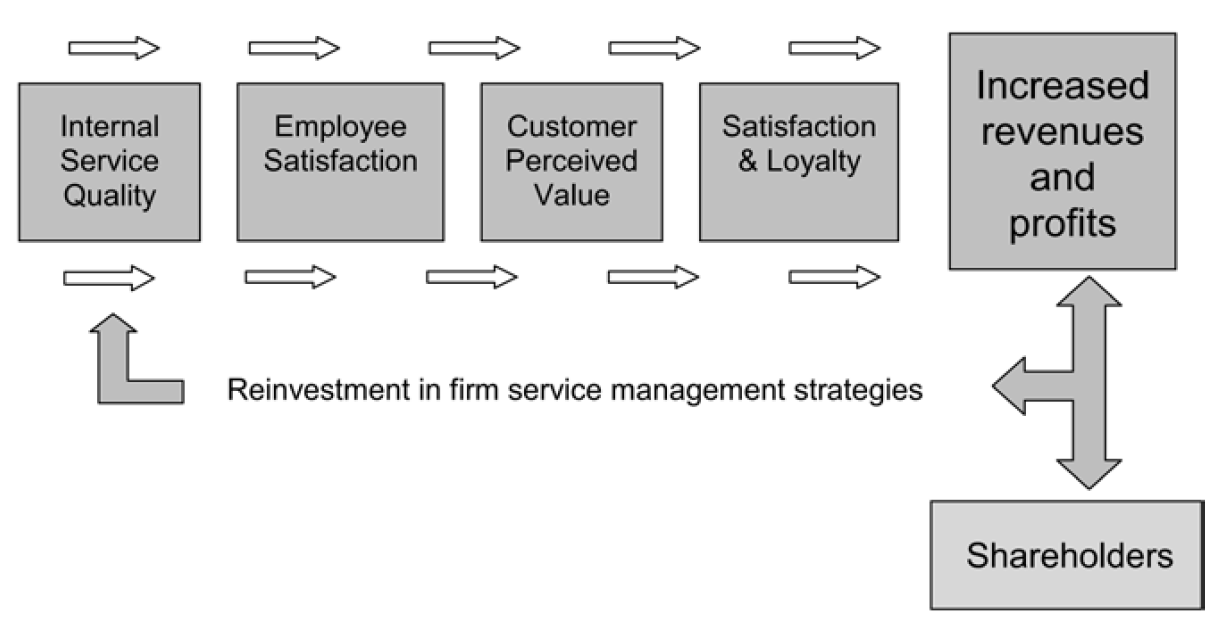 Internal
Service
Quality
Employee
Satisfaction
Customer
Perceived
Value
Satisfaction
& Loyalty
Increased
revenues
and
profits
Reinvestment in firm service management strategies
Shareholders